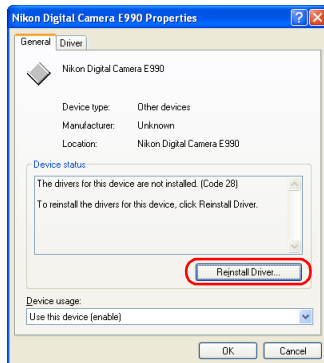 Nikon Digital Camera E990 Properties
General Driver
Nikon Digital Camera E990
Device type: Other devices
Manufacturer: Unknown
Location: Nikon Digital Camera E990
Device status
The drivers for this device are not installed. (Code 28)
To reinstall the drivers for this device, click Reinstall Driver.
Reinstall Driver...
Device usage:
Use this device (enable)
OK Cancel